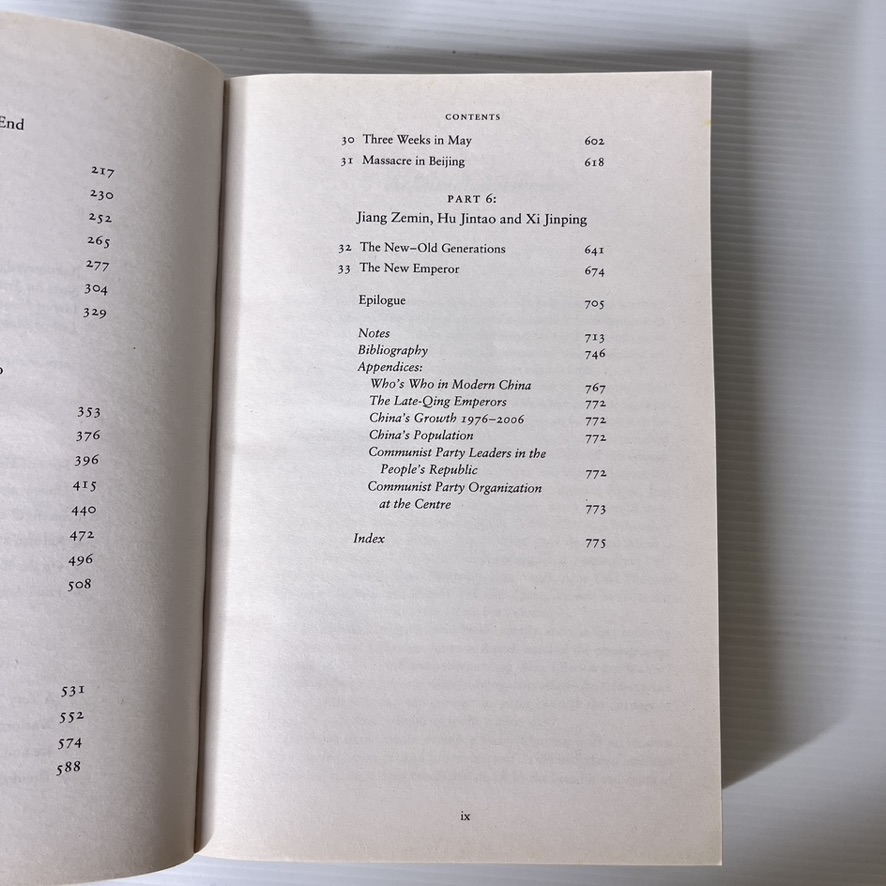 End
217
230
252
265
277
304
329
353
376
396
415
440
472
496
508
531
552
574
588
CONTENTS
30 Three Weeks in May 602
31 Massacre in Beijing 618
PART 6:
Jiang Zemin, Hu Jintao and Xi Jinping
32 The New–Old Generations 641
33 The New Emperor 674
Epilogue 705
Notes 713
Bibliography 746
Appendices:
Who's Who in Modern China 767
The Late-Qing Emperors 772
China's Growth 1976–2006 772
China's Population 772
Communist Party Leaders in the
People's Republic 772
Communist Party Organization
at the Centre 773
Index 775
ix